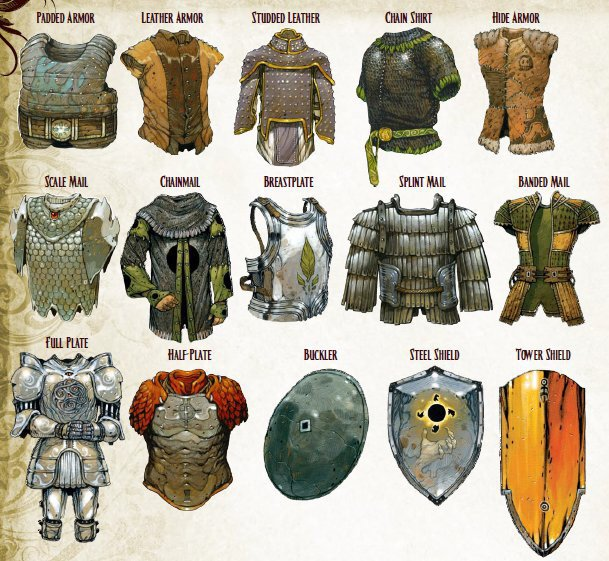 Padded Armor
Leather Armor
Studded Leather
Chain Shirt
Hide Armor
Scale Mail
Chainmail
Breastplate
Splint Mail
Banded Mail
Full Plate
Half-Plate
Buckler
Steel Shield
Tower Shield